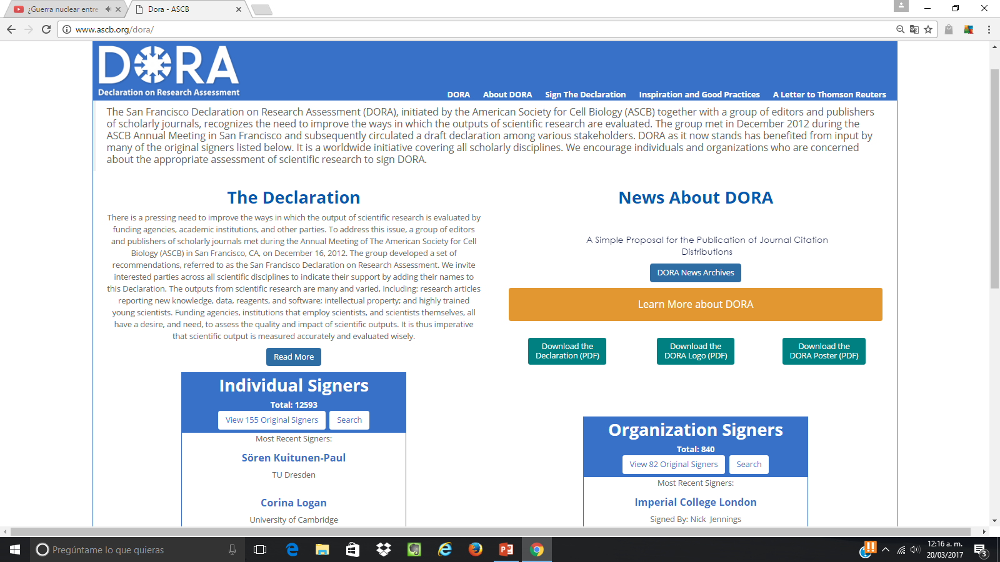 ¿Guerra nuclear entre
Dora - ASCB
www.ascb.org/dora/
DORA
Declaration on Research Assessment
DORA
About DORA
Sign The Declaration
Inspiration and Good Practices
A Letter to Thomson Reuters
The San Francisco Declaration on Research Assessment (DORA), initiated by the American Society for Cell Biology (ASCB) together with a group of editors and publishers
of scholarly journals, recognizes the need to improve the ways in which the outputs of scientific research are evaluated. The group met in December 2012 during the
ASCB Annual Meeting in San Francisco and subsequently circulated a draft declaration among various stakeholders. DORA as it now stands has benefited from input by
many of the original signers listed below. It is a worldwide initiative covering all scholarly disciplines. We encourage individuals and organizations who are concerned
about the appropriate assessment of scientific research to sign DORA.
The Declaration
There is a pressing need to improve the ways in which the output of scientific research is evaluated by
funding agencies, academic institutions, and other parties. To address this issue, a group of editors
and publishers of scholarly journals met during the Annual Meeting of The American Society for Cell
Biology (ASCB) in San Francisco, CA, on December 16, 2012. The group developed a set of
recommendations, referred to as the San Francisco Declaration on Research Assessment. We invite
interested parties across all scientific disciplines to indicate their support by adding their names to
this Declaration. The outputs from scientific research are many and varied, including: research articles
reporting new knowledge, data, reagents, and software; intellectual property; and highly trained
young scientists. Funding agencies, institutions that employ scientists, and scientists themselves, all
have a desire, and need, to assess the quality and impact of scientific outputs. It is thus imperative
that scientific output is measured accurately and evaluated wisely.
Read More
Individual Signers
Total: 12593
View 155 Original Signers
Search
Most Recent Signers:
Sören Kuitunen-Paul
TU Dresden
Corina Logan
University of Cambridge
News About DORA
A Simple Proposal for the Publication of Journal Citation
Distributions
DORA News Archives
Learn More about DORA
Download the
Declaration (PDF)
Download the
DORA Logo (PDF)
Download the
DORA Poster (PDF)
Organization Signers
Total: 840
View 82 Original Signers
Search
Most Recent Signers:
Imperial College London
Signed By: Nick Jennings
Pregúntame lo que quieras
12:16 a. m.
20/03/2017
3